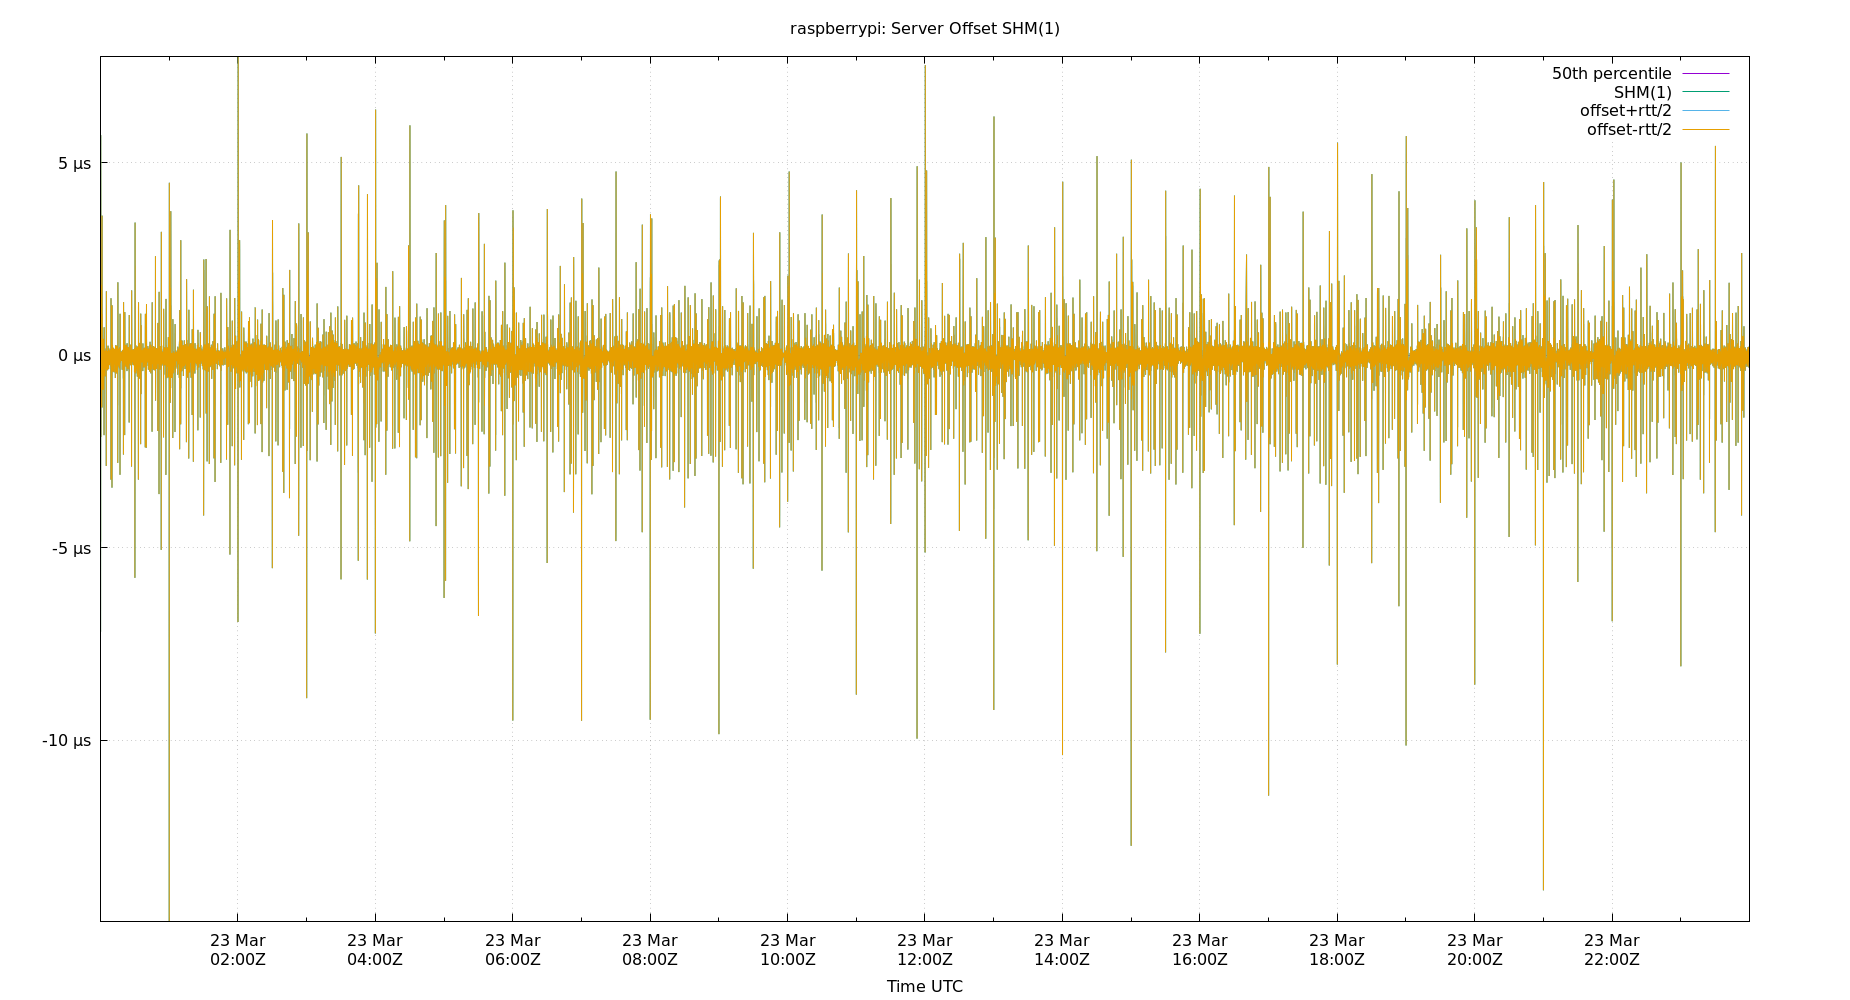 raspberrypi: Server Offset SHM(1)
50th percentile
SHM(1)
offset+rtt/2
offset-rtt/2
5 µs
0 µs
-5 µs
-10 µs
23 Mar 23 Mar 23 Mar 23 Mar 23 Mar 23 Mar 23 Mar 23 Mar 23 Mar 23 Mar 23 Mar
02:00Z 04:00Z 06:00Z 08:00Z 10:00Z 12:00Z 14:00Z 16:00Z 18:00Z 20:00Z 22:00Z
Time UTC